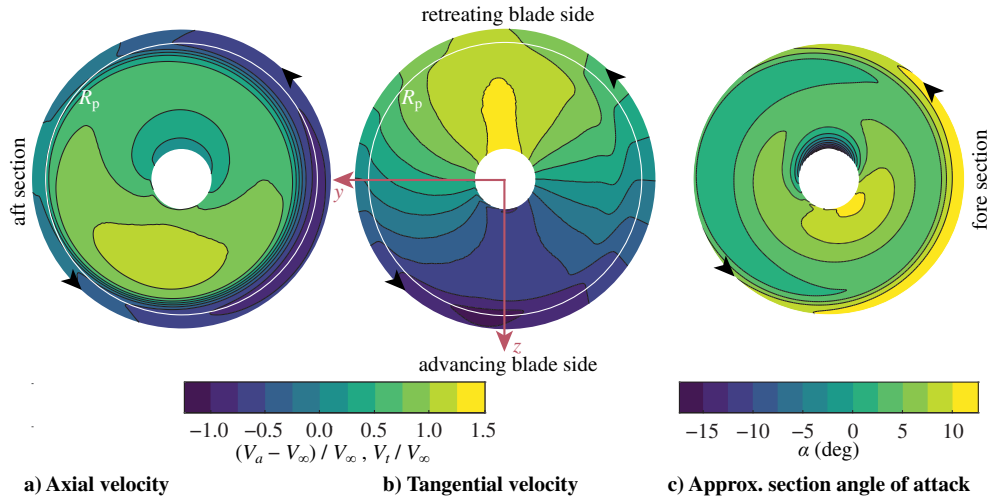 retreating blade side
R_p
R_p
aft section
fore section
y
z
advancing blade side
−1.0 −0.5 0.0 0.5 1.0 1.5
(V_a − V_∞) / V_∞ , V_t / V_∞
−15 −10 −5 0 5 10
α (deg)
a) Axial velocity
b) Tangential velocity
c) Approx. section angle of attack